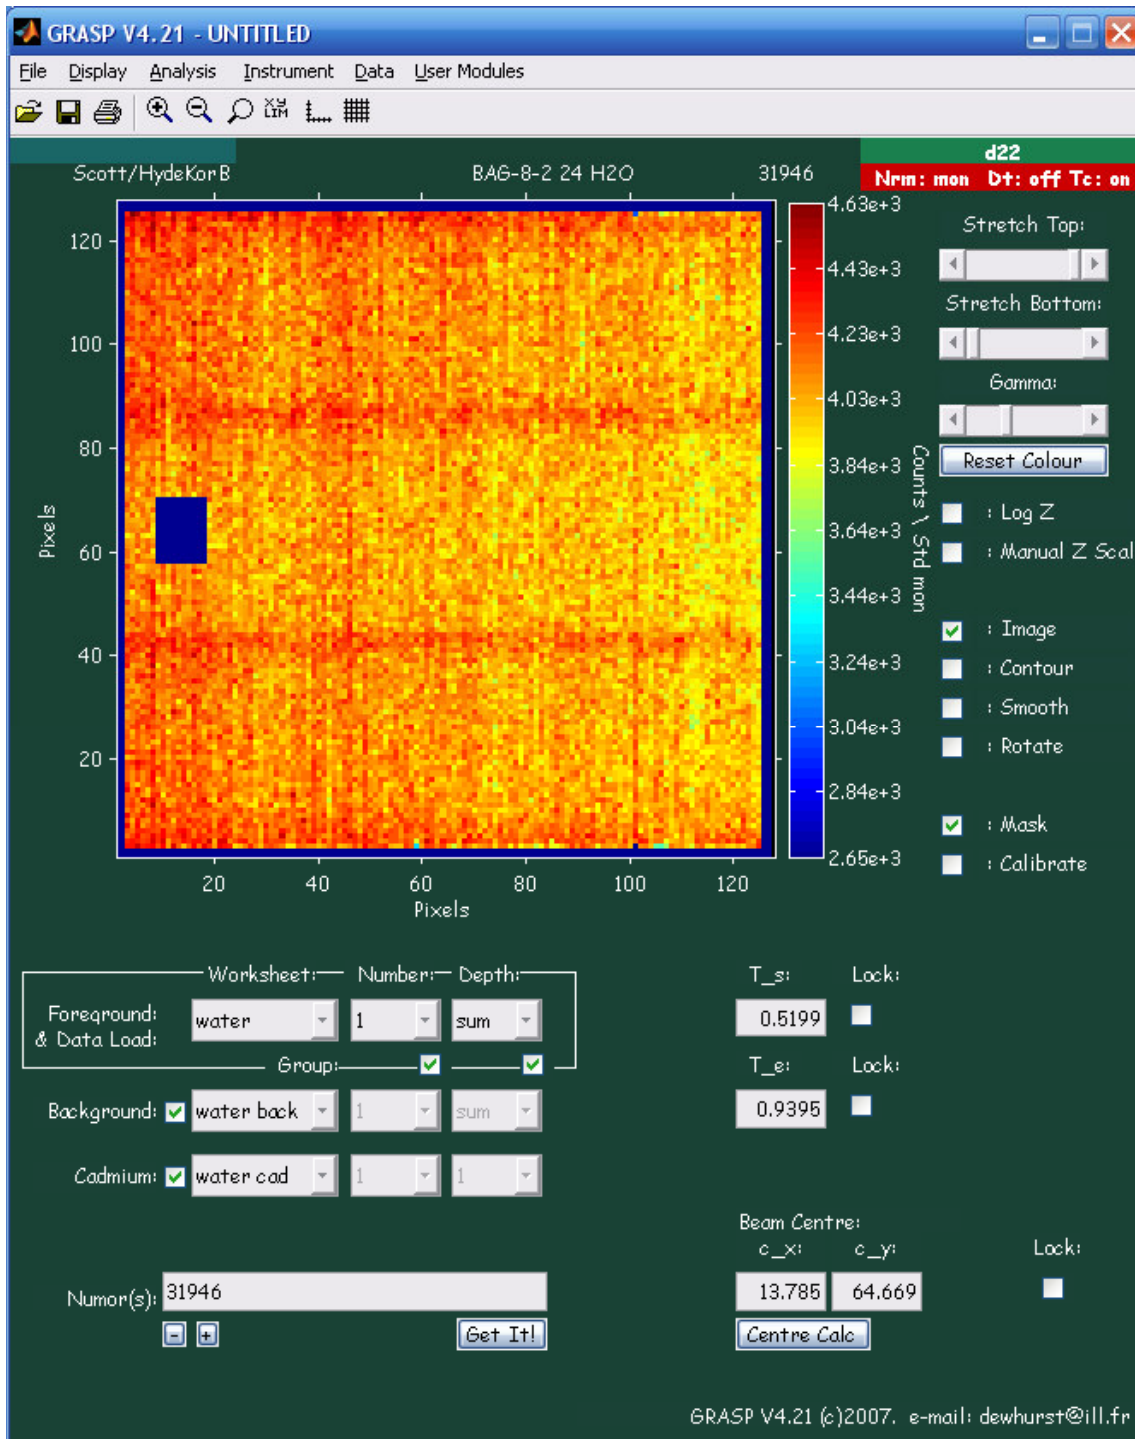 GRASP V4.21 - UNTITLED
File Display Analysis Instrument Data User Modules
XY LIM
d22
Scott/HydeKorB BAG-8-2 24 H2O 31946
Nrm: mon Dt: off Tc: on
120
100
80
60
40
20
Pixels
20 40 60 80 100 120
Pixels
4.63e+3
4.43e+3
4.23e+3
4.03e+3
3.84e+3
3.64e+3
3.44e+3
3.24e+3
3.04e+3
2.84e+3
2.65e+3
Counts \ Std mon
Stretch Top:
Stretch Bottom:
Gamma:
Reset Colour
: Log Z
: Manual Z Scal
: Image
: Contour
: Smooth
: Rotate
: Mask
: Calibrate
Worksheet: Number: Depth:
Foreground: & Data Load: water 1 sum
Group:
Background: water back 1 sum
Cadmium: water cad 1 1
T_s: Lock:
0.5199
T_e: Lock:
0.9395
Beam Centre:
c_x: c_y: Lock:
13.785 64.669
Centre Calc
Numor(s): 31946
- + Get It!
GRASP V4.21 (c)2007. e-mail: dewhurst@ill.fr